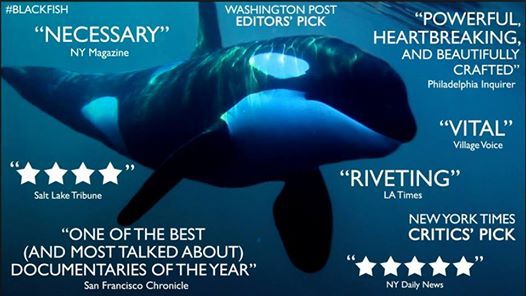 #BLACKFISH
"NECESSARY"
NY Magazine
WASHINGTON POST
EDITORS' PICK
"POWERFUL,
HEARTBREAKING,
AND BEAUTIFULLY
CRAFTED"
Philadelphia Inquirer
"VITAL"
Village Voice
"★★★★"
Salt Lake Tribune
"RIVETING"
LA Times
"ONE OF THE BEST
(AND MOST TALKED ABOUT)
DOCUMENTARIES OF THE YEAR"
San Francisco Chronicle
NEW YORK TIMES
CRITICS' PICK
"★★★★★"
NY Daily News